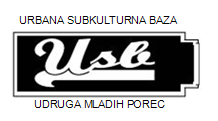 URBANA SUBKULTURNA BAZA
Usb
UDRUGA MLADIH POREC